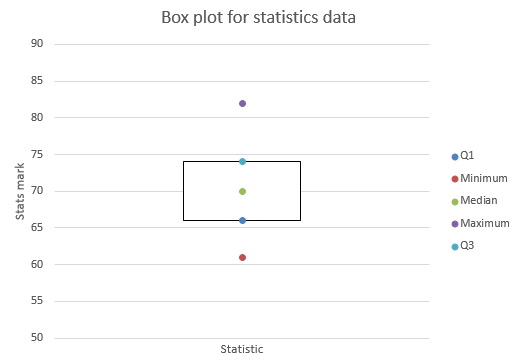 Box plot for statistics data
90
85
80
75
70
65
60
55
50
Stats mark
Statistic
Q1
Minimum
Median
Maximum
Q3